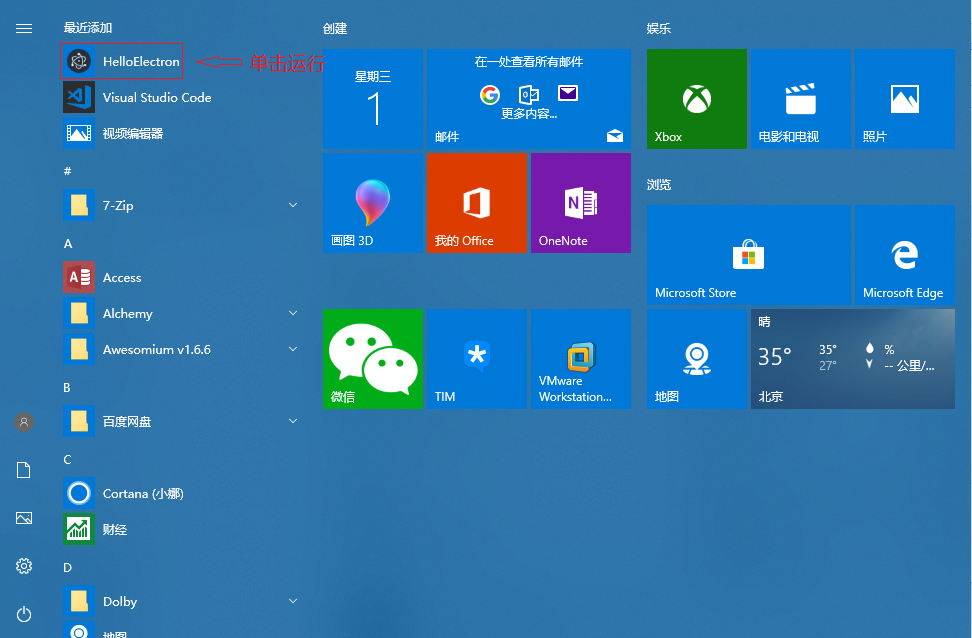 最近添加
HelloElectron
单击运行
Visual Studio Code
视频编辑器
#
7-Zip
A
Access
Alchemy
Awesomium v1.6.6
B
百度网盘
C
Cortana (小娜)
财经
D
Dolby
地图
创建
星期三
1
在一处查看所有邮件
更多内容...
邮件
画图 3D
我的 Office
OneNote
微信
TIM
VMware
Workstation...
娱乐
Xbox
电影和电视
照片
浏览
Microsoft Store
Microsoft Edge
地图
晴
35°
35°
27°
%
-- 公里/...
北京